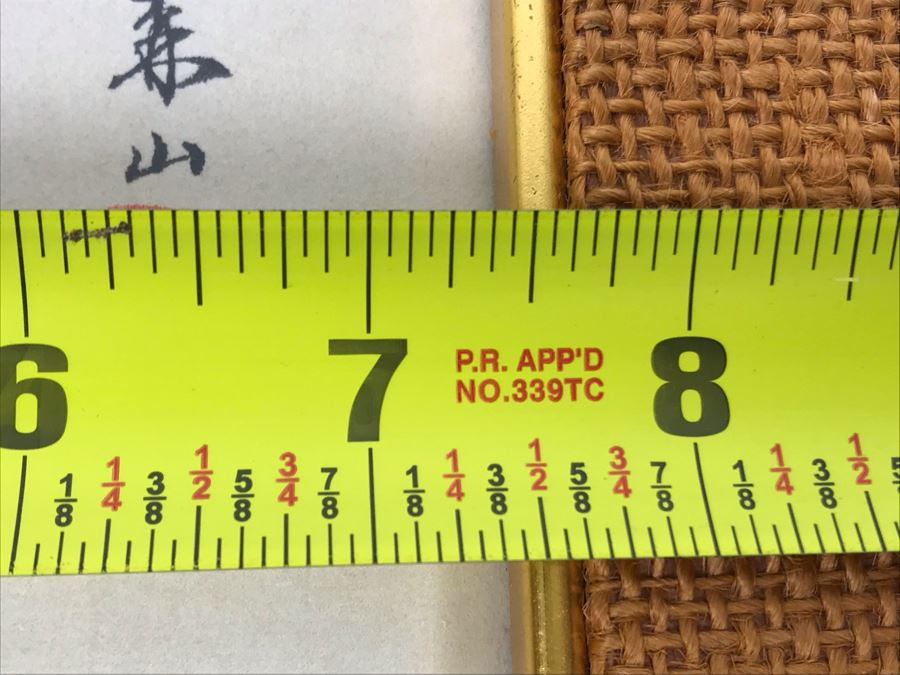 森
山
6 7 8
P.R. APP'D
NO.339TC
1/8 1/4 3/8 1/2 5/8 3/4 7/8 1/8 1/4 3/8 1/2 5/8 3/4 7/8 1/8 1/4 3/8 1/2